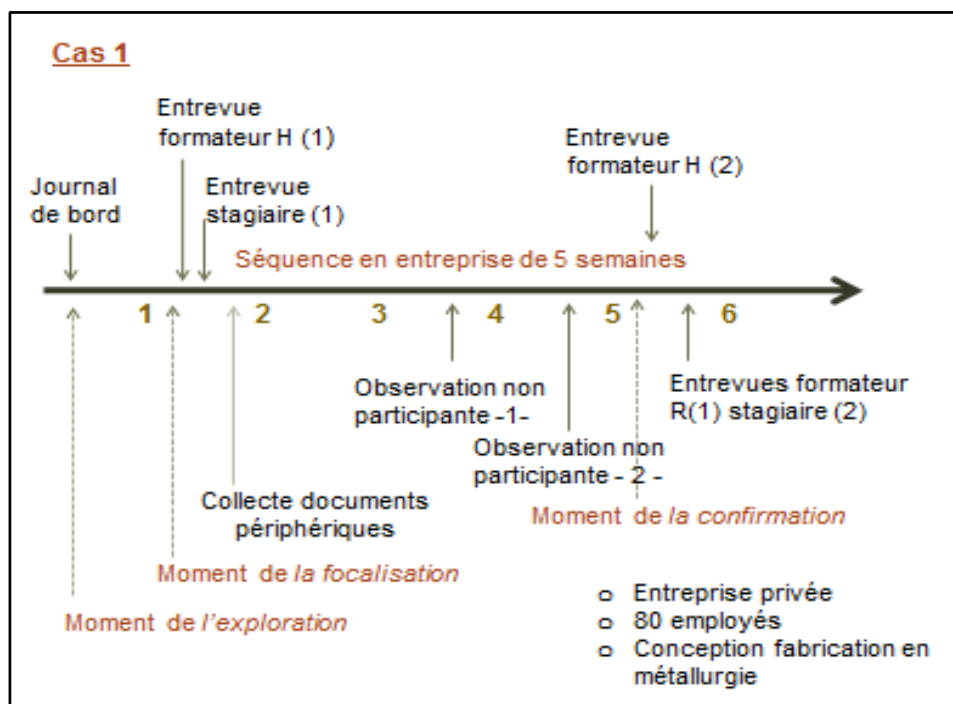 Cas 1
Entrevue
formateur H (1)
Entrevue
formateur H (2)
Journal
de bord
Entrevue
stagiaire (1)
Séquence en entreprise de 5 semaines
1 2 3 4 5 6
Observation non
participante -1-
Entrevues formateur
R(1) stagiaire (2)
Observation non
participante - 2 -
Collecte documents
périphériques
Moment de la confirmation
Moment de la focalisation
Moment de l'exploration
o Entreprise privée
o 80 employés
o Conception fabrication en
métallurgie